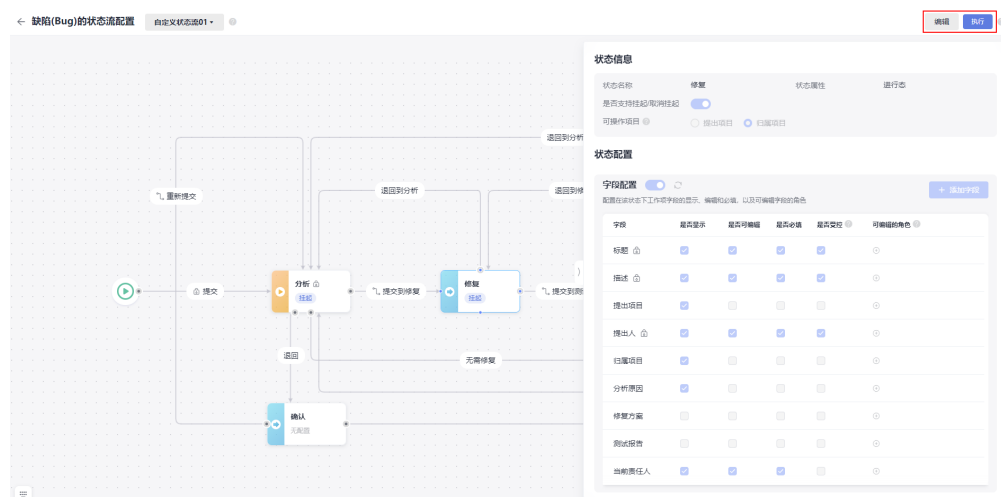 缺陷(Bug)的状态流配置 自定义状态流01
编辑 执行
状态信息
状态名称 修复 状态属性 进行态
是否支持挂起/取消挂起
可操作项目 提出项目 归属项目
状态配置
字段配置
添加字段
配置在该状态下工作项字段的显示、编辑和必填，以及可编辑字段的角色
字段 是否显示 是否可编辑 是否必填 是否受控 可编辑的角色
标题
描述
提出项目
提出人
归属项目
分析原因
修复方案
测试报告
当前责任人
退回到分析
重新提交
退回到分析
退回到修
提交
分析
挂起
提交到修复
修复
挂起
提交到测
退回
无需修复
确认
无配置